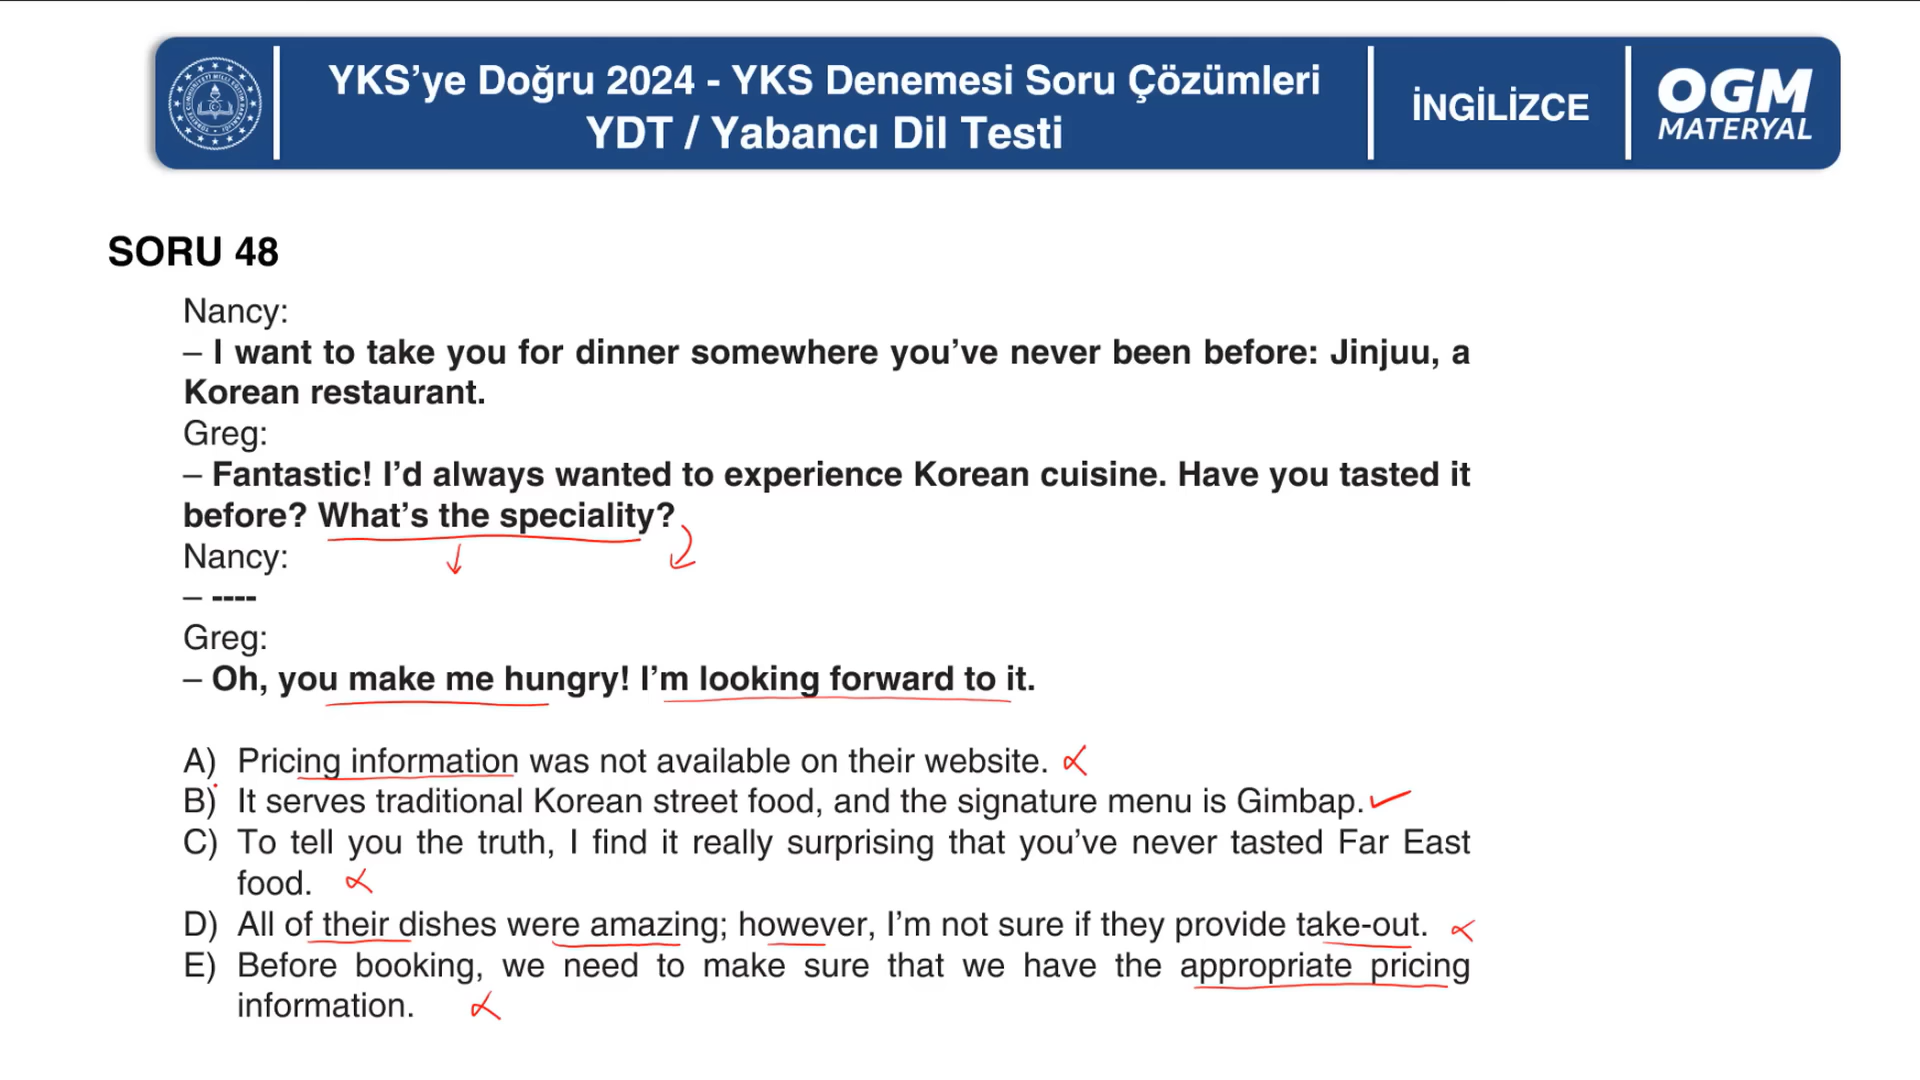 YKS'ye Doğru 2024 - YKS Denemesi Soru Çözümleri
YDT / Yabancı Dil Testi
İNGİLİZCE
OGM
MATERYAL
SORU 48
Nancy:
– I want to take you for dinner somewhere you've never been before: Jinjuu, a
Korean restaurant.
Greg:
– Fantastic! I'd always wanted to experience Korean cuisine. Have you tasted it
before? What's the speciality?
Nancy:
– ----
Greg:
– Oh, you make me hungry! I'm looking forward to it.
A) Pricing information was not available on their website.
B) It serves traditional Korean street food, and the signature menu is Gimbap.
C) To tell you the truth, I find it really surprising that you've never tasted Far East
food.
D) All of their dishes were amazing; however, I'm not sure if they provide take-out.
E) Before booking, we need to make sure that we have the appropriate pricing
information.